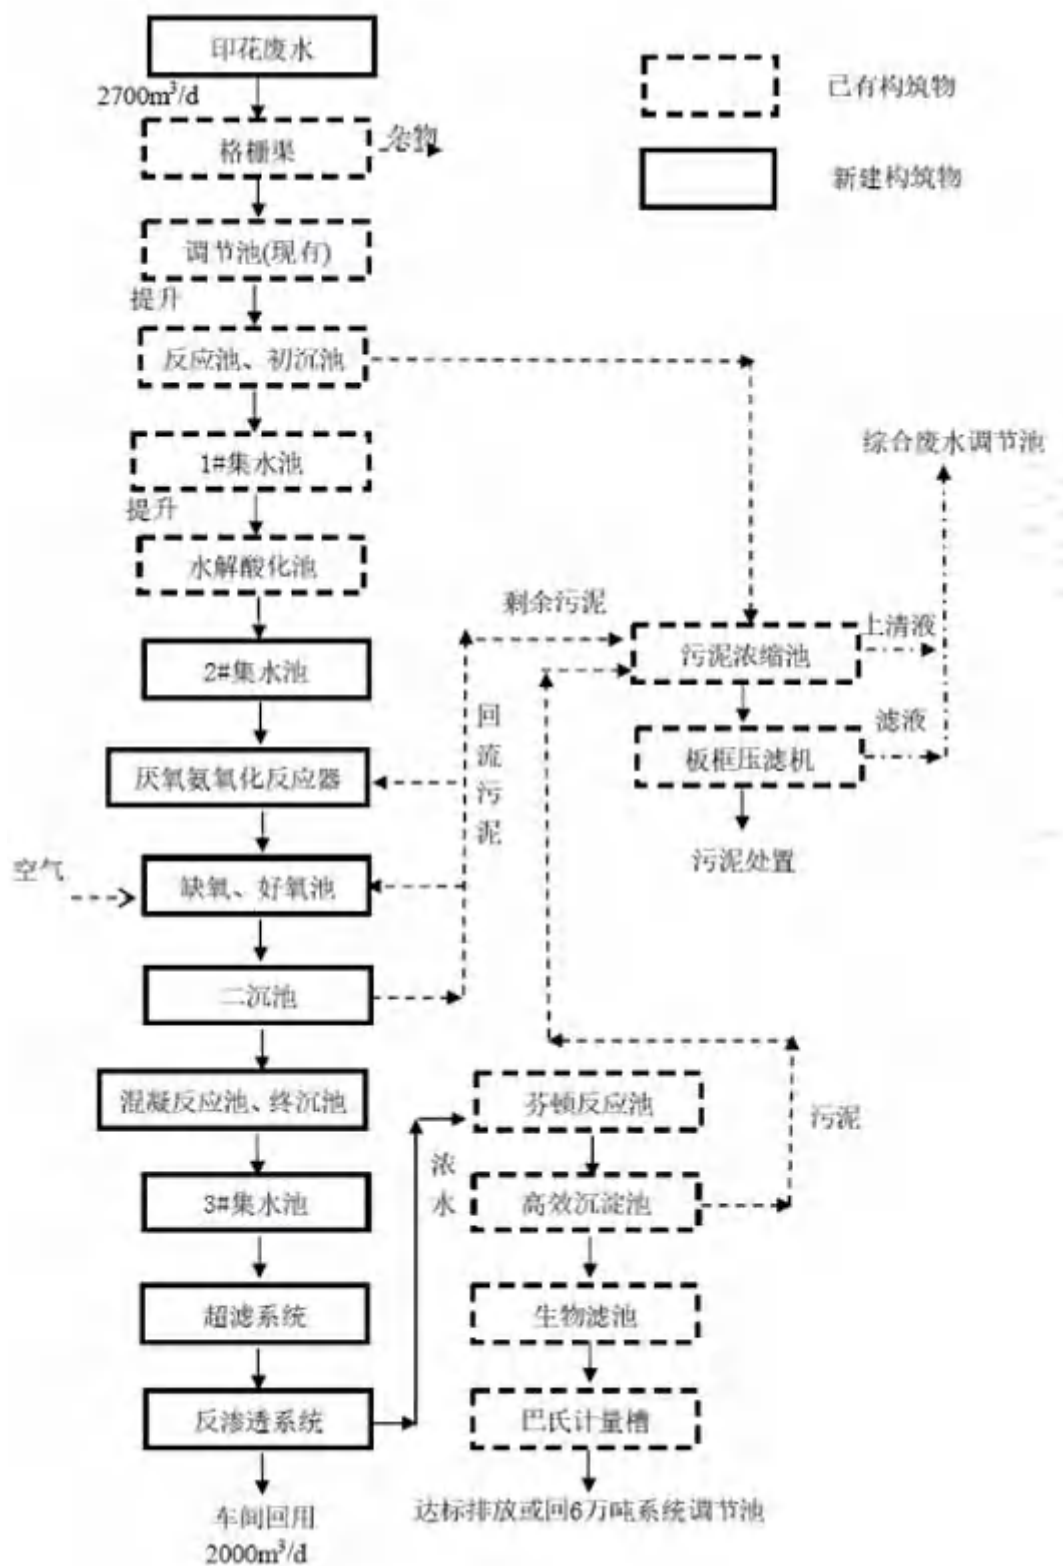 印花废水
2700m³/d
格栅渠
杂物
调节池(现有)
提升
反应池、初沉池
1#集水池
提升
水解酸化池
2#集水池
厌氧氨氧化反应器
空气
缺氧、好氧池
二沉池
混凝反应池、终沉池
3#集水池
超滤系统
反渗透系统
车间回用
2000m³/d
已有构筑物
新建构筑物
综合废水调节池
剩余污泥
回流污泥
污泥浓缩池
上清液
板框压滤机
滤液
污泥处置
浓水
芬顿反应池
污泥
高效沉淀池
生物滤池
巴氏计量槽
达标排放或回6万吨系统调节池